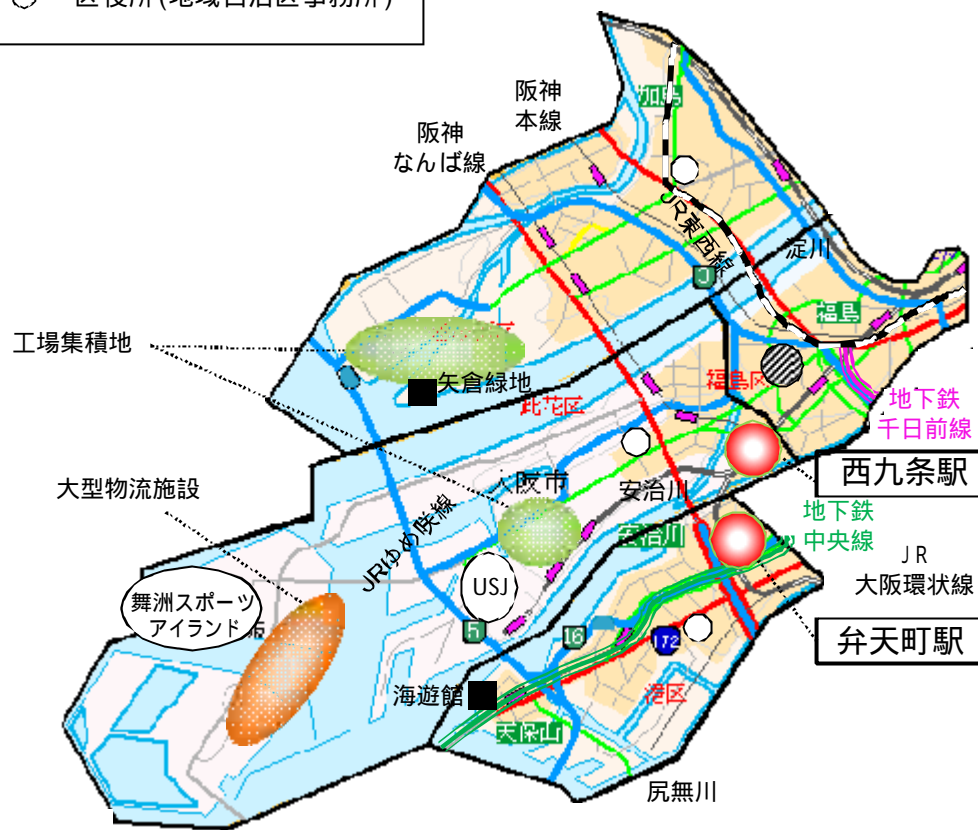 区役所(地域自治区事務所)
阪神
本線
阪神
なんば線
加島
JR東西線
淀川
福島
工場集積地
矢倉緑地
福島区
此花区
地下鉄
千日前線
西九条駅
大型物流施設
大阪市
安治川
地下鉄
中央線
安治川
JRゆめ咲線
USJ
JR
大阪環状線
舞洲スポーツ
アイランド
阪
5
16
172
弁天町駅
海遊館
港区
天保山
尻無川